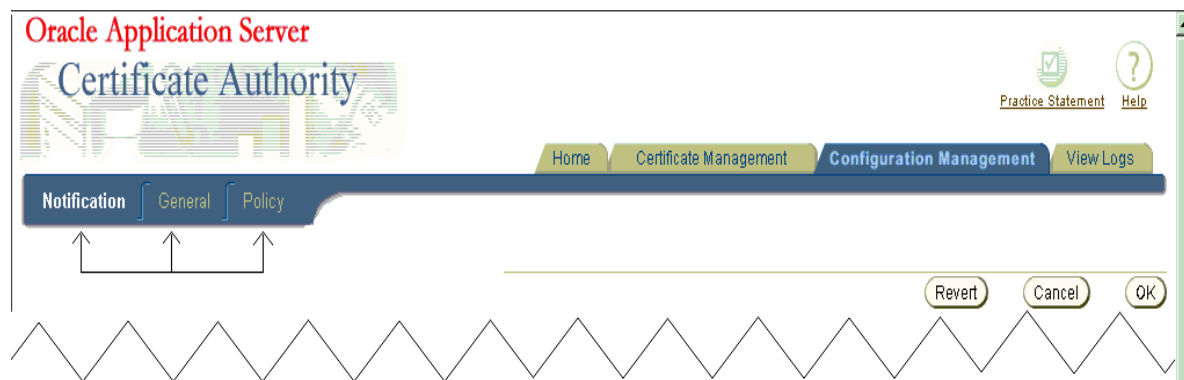 Oracle Application Server
Certificate Authority
?
Practice Statement Help
Home Certificate Management Configuration Management View Logs
Notification General Policy
Revert Cancel OK